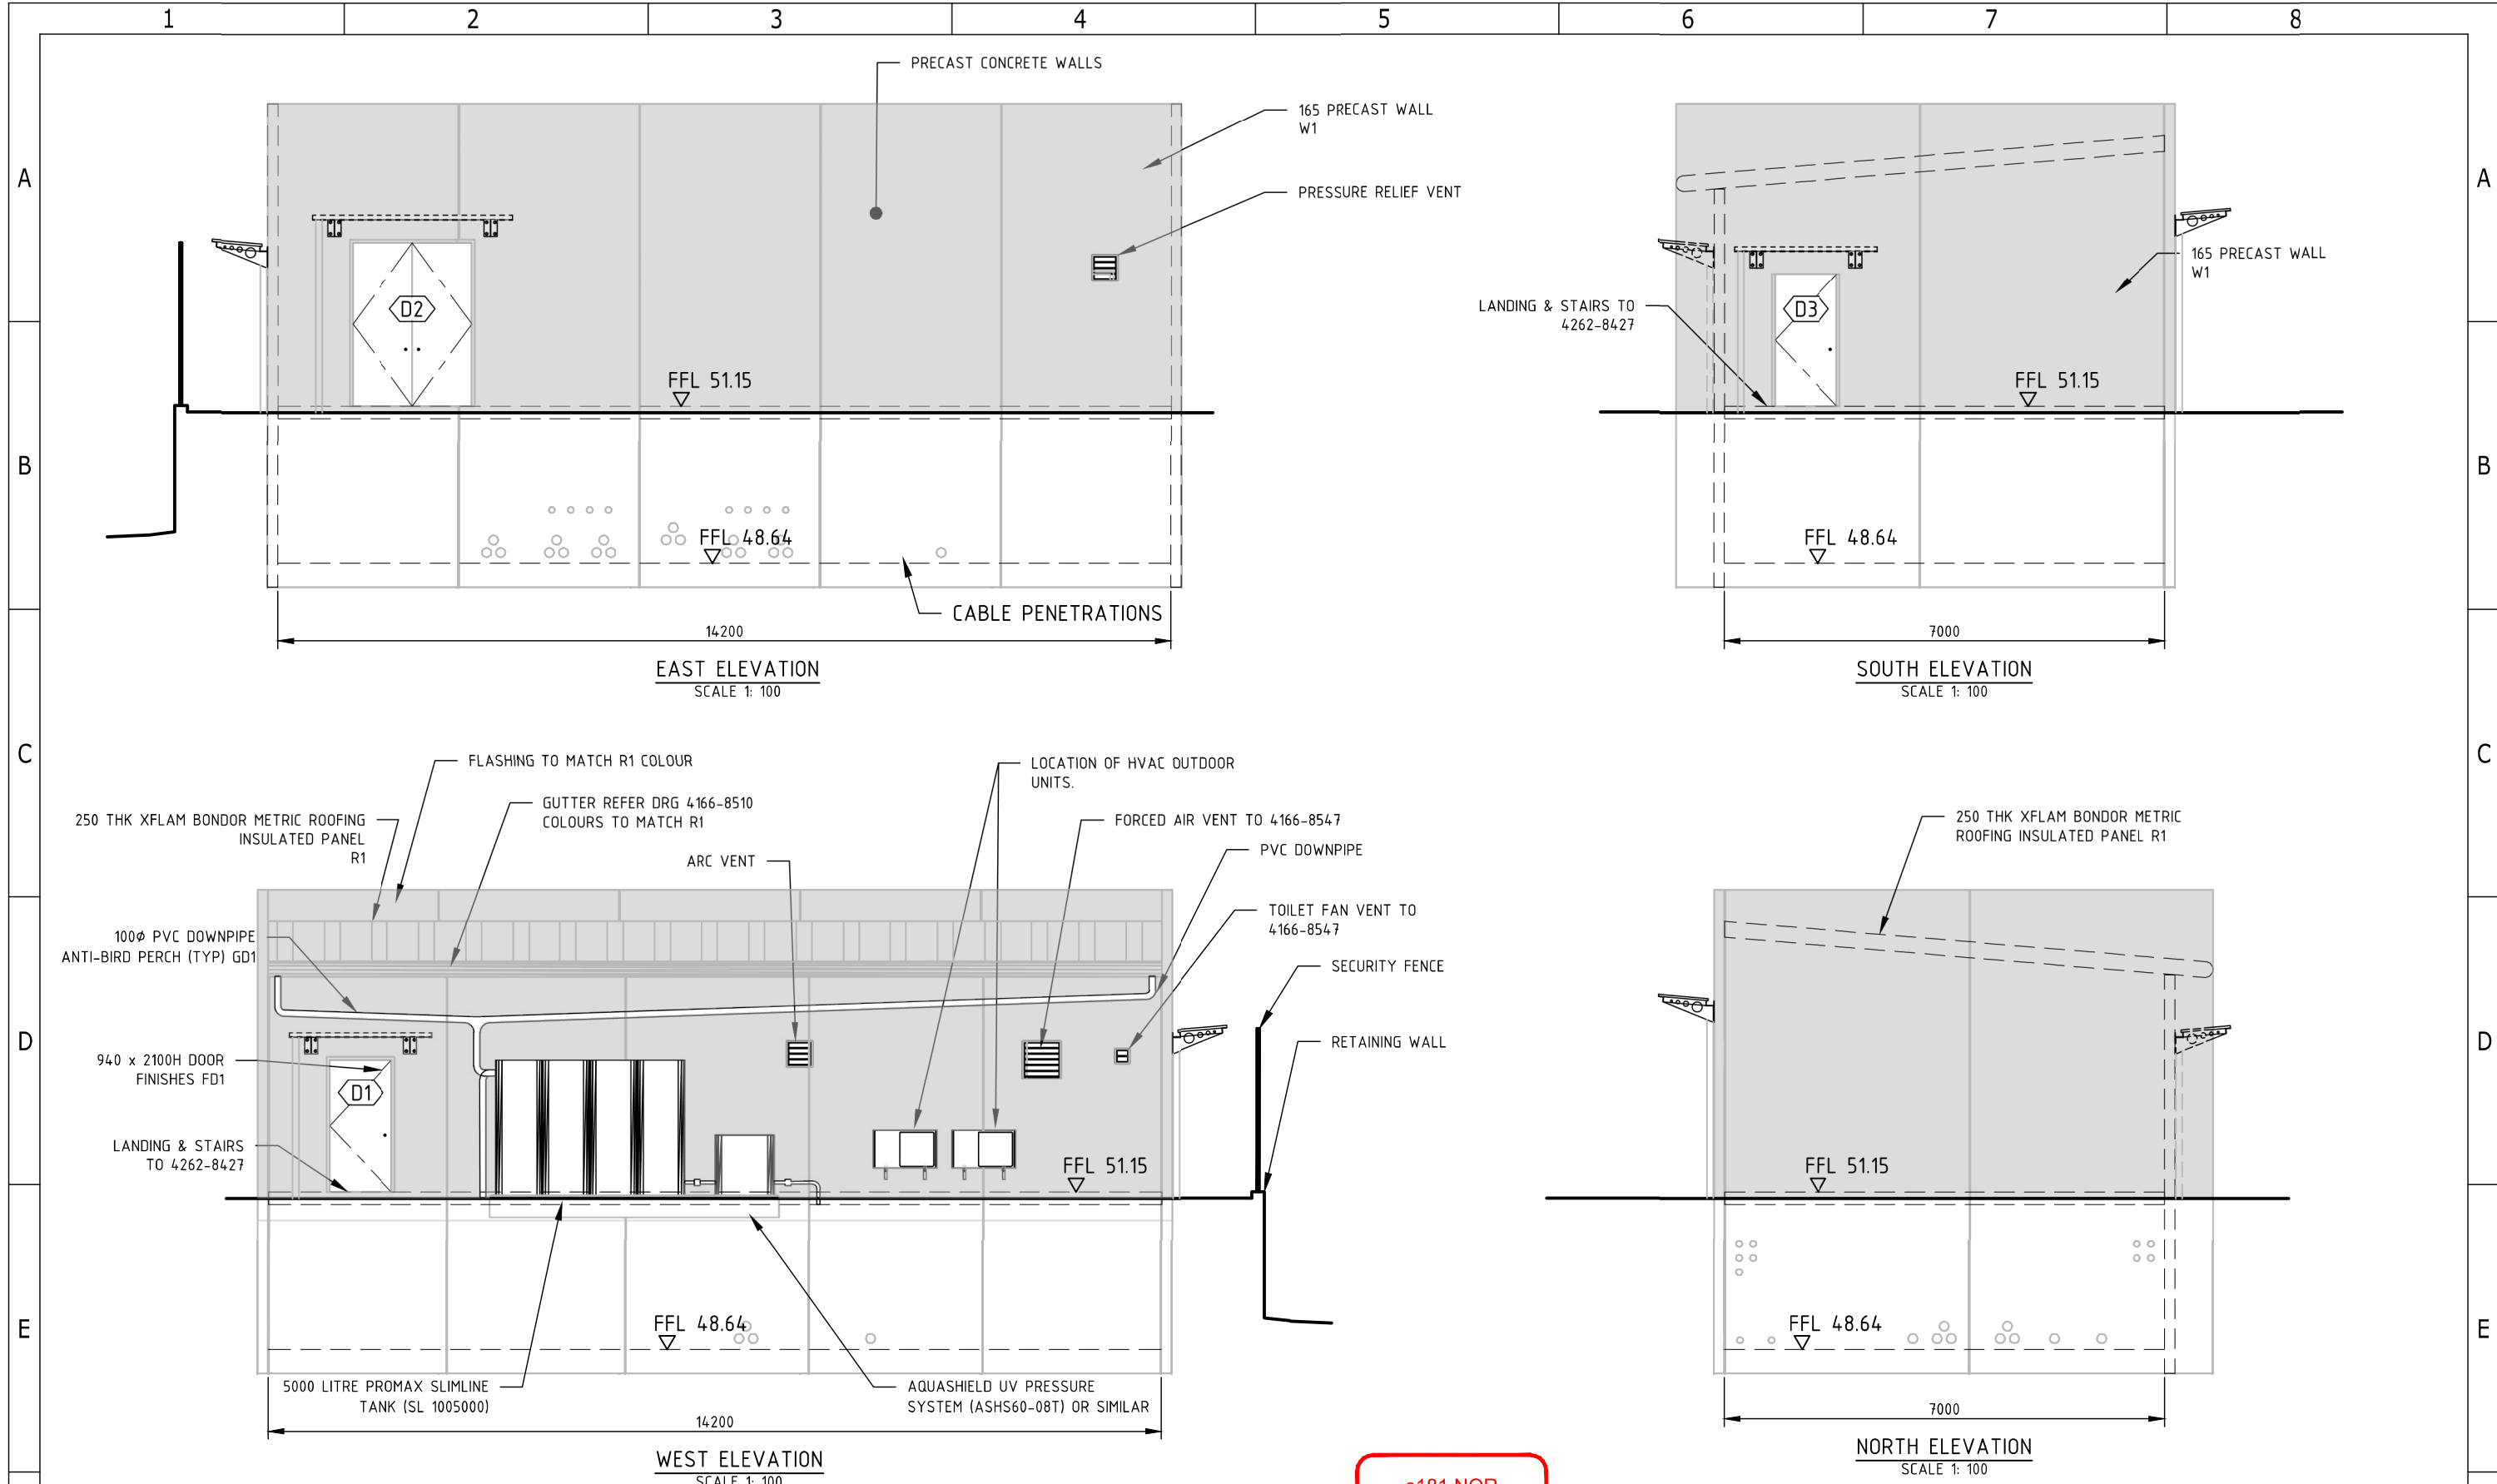 1 2 3 4 5 6 7 8
PRECAST CONCRETE WALLS
165 PRECAST WALL
W1
PRESSURE RELIEF VENT
A
A
D2
FFL 51.15
FFL 48.64
CABLE PENETRATIONS
14200
EAST ELEVATION
SCALE 1: 100
165 PRECAST WALL
W1
LANDING & STAIRS TO
4262-8427
D3
FFL 51.15
FFL 48.64
7000
SOUTH ELEVATION
SCALE 1: 100
B
B
C
C
FLASHING TO MATCH R1 COLOUR
GUTTER REFER DRG 4166-8510
COLOURS TO MATCH R1
250 THK XFLAM BONDOR METRIC ROOFING
INSULATED PANEL
R1
ARC VENT
LOCATION OF HVAC OUTDOOR
UNITS.
FORCED AIR VENT TO 4166-8547
PVC DOWNPIPE
TOILET FAN VENT TO
4166-8547
100Ø PVC DOWNPIPE
ANTI-BIRD PERCH (TYP) GD1
SECURITY FENCE
RETAINING WALL
940 x 2100H DOOR
FINISHES FD1
D1
LANDING & STAIRS
TO 4262-8427
FFL 51.15
FFL 48.64
5000 LITRE PROMAX SLIMLINE
TANK (SL 1005000)
AQUASHIELD UV PRESSURE
SYSTEM (ASHS60-08T) OR SIMILAR
14200
WEST ELEVATION
SCALE 1: 100
250 THK XFLAM BONDOR METRIC
ROOFING INSULATED PANEL R1
FFL 51.15
FFL 48.64
7000
NORTH ELEVATION
SCALE 1: 100
D
D
E
E